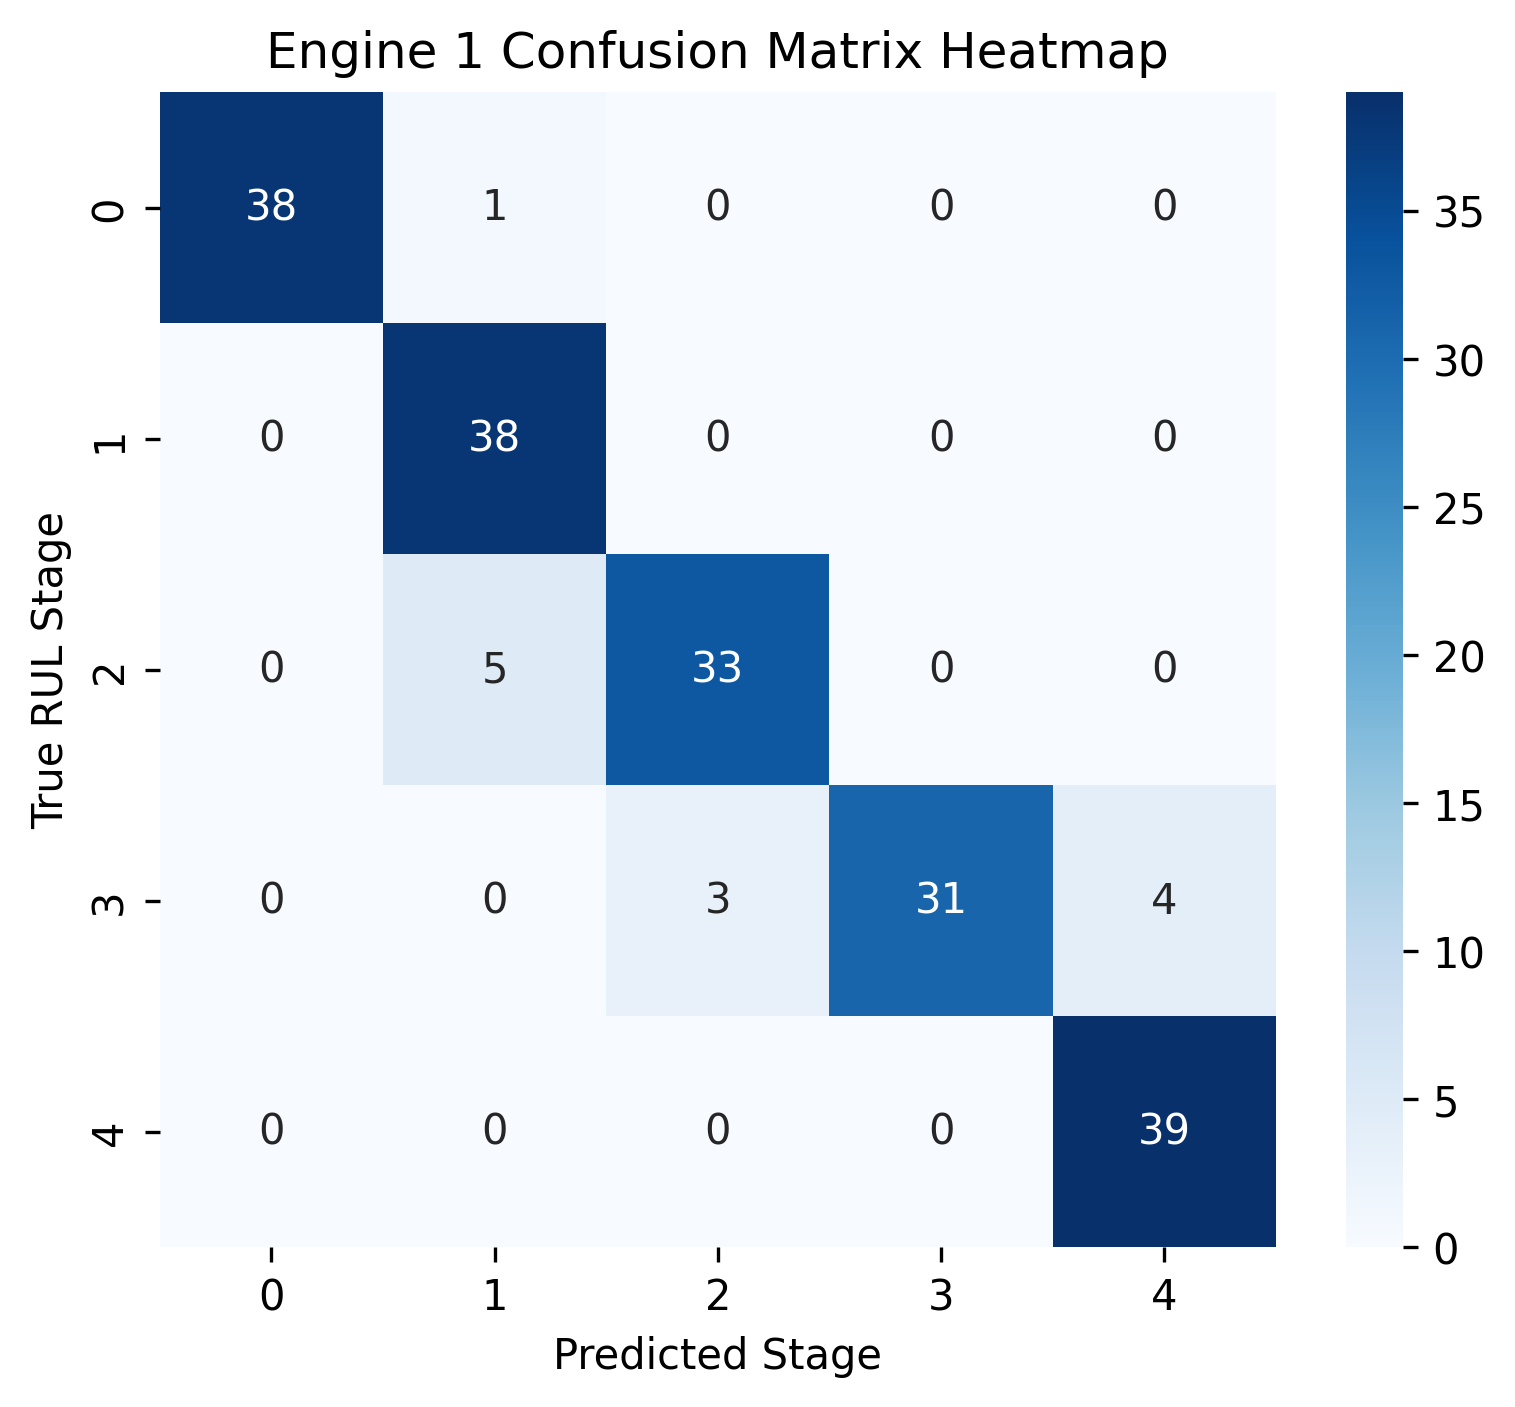 Engine 1 Confusion Matrix Heatmap
True RUL Stage
0 38 1 0 0 0
1 0 38 0 0 0
2 0 5 33 0 0
3 0 0 3 31 4
4 0 0 0 0 39
0 1 2 3 4
Predicted Stage
35
30
25
20
15
10
5
0